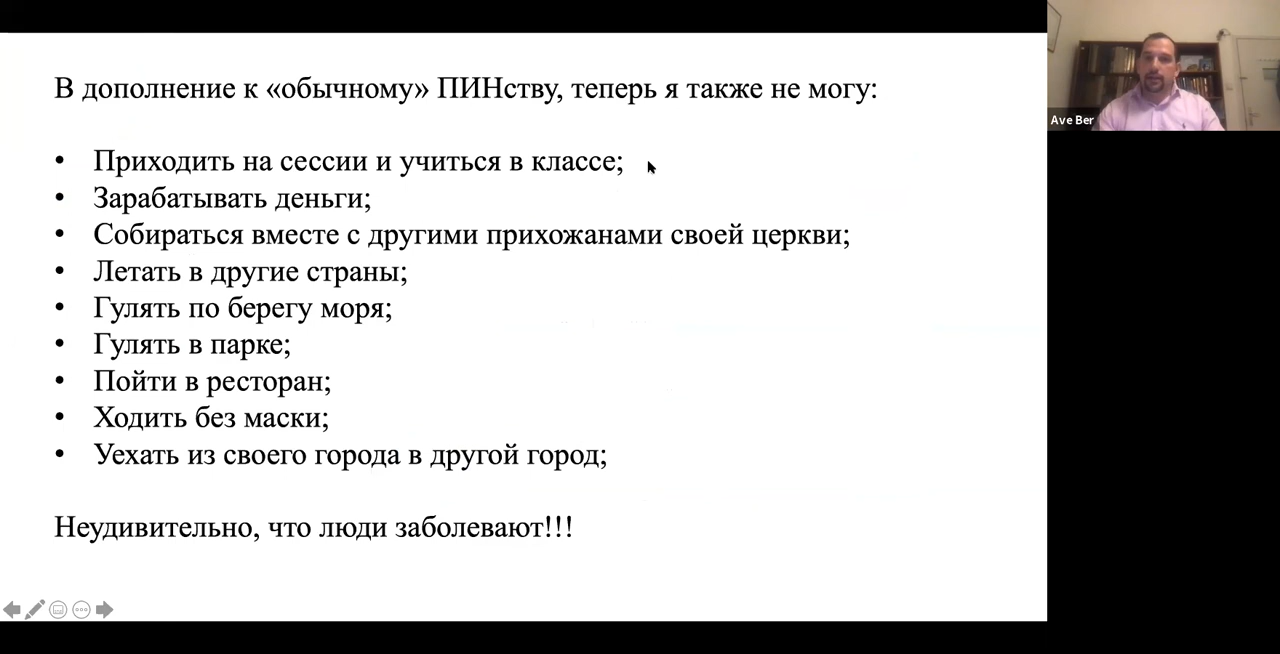 В дополнение к «обычному» ПИНству, теперь я также не могу:
• Приходить на сессии и учиться в классе;
• Зарабатывать деньги;
• Собираться вместе с другими прихожанами своей церкви;
• Летать в другие страны;
• Гулять по берегу моря;
• Гулять в парке;
• Пойти в ресторан;
• Ходить без маски;
• Уехать из своего города в другой город;
Неудивительно, что люди заболевают!!!
Ave Ber